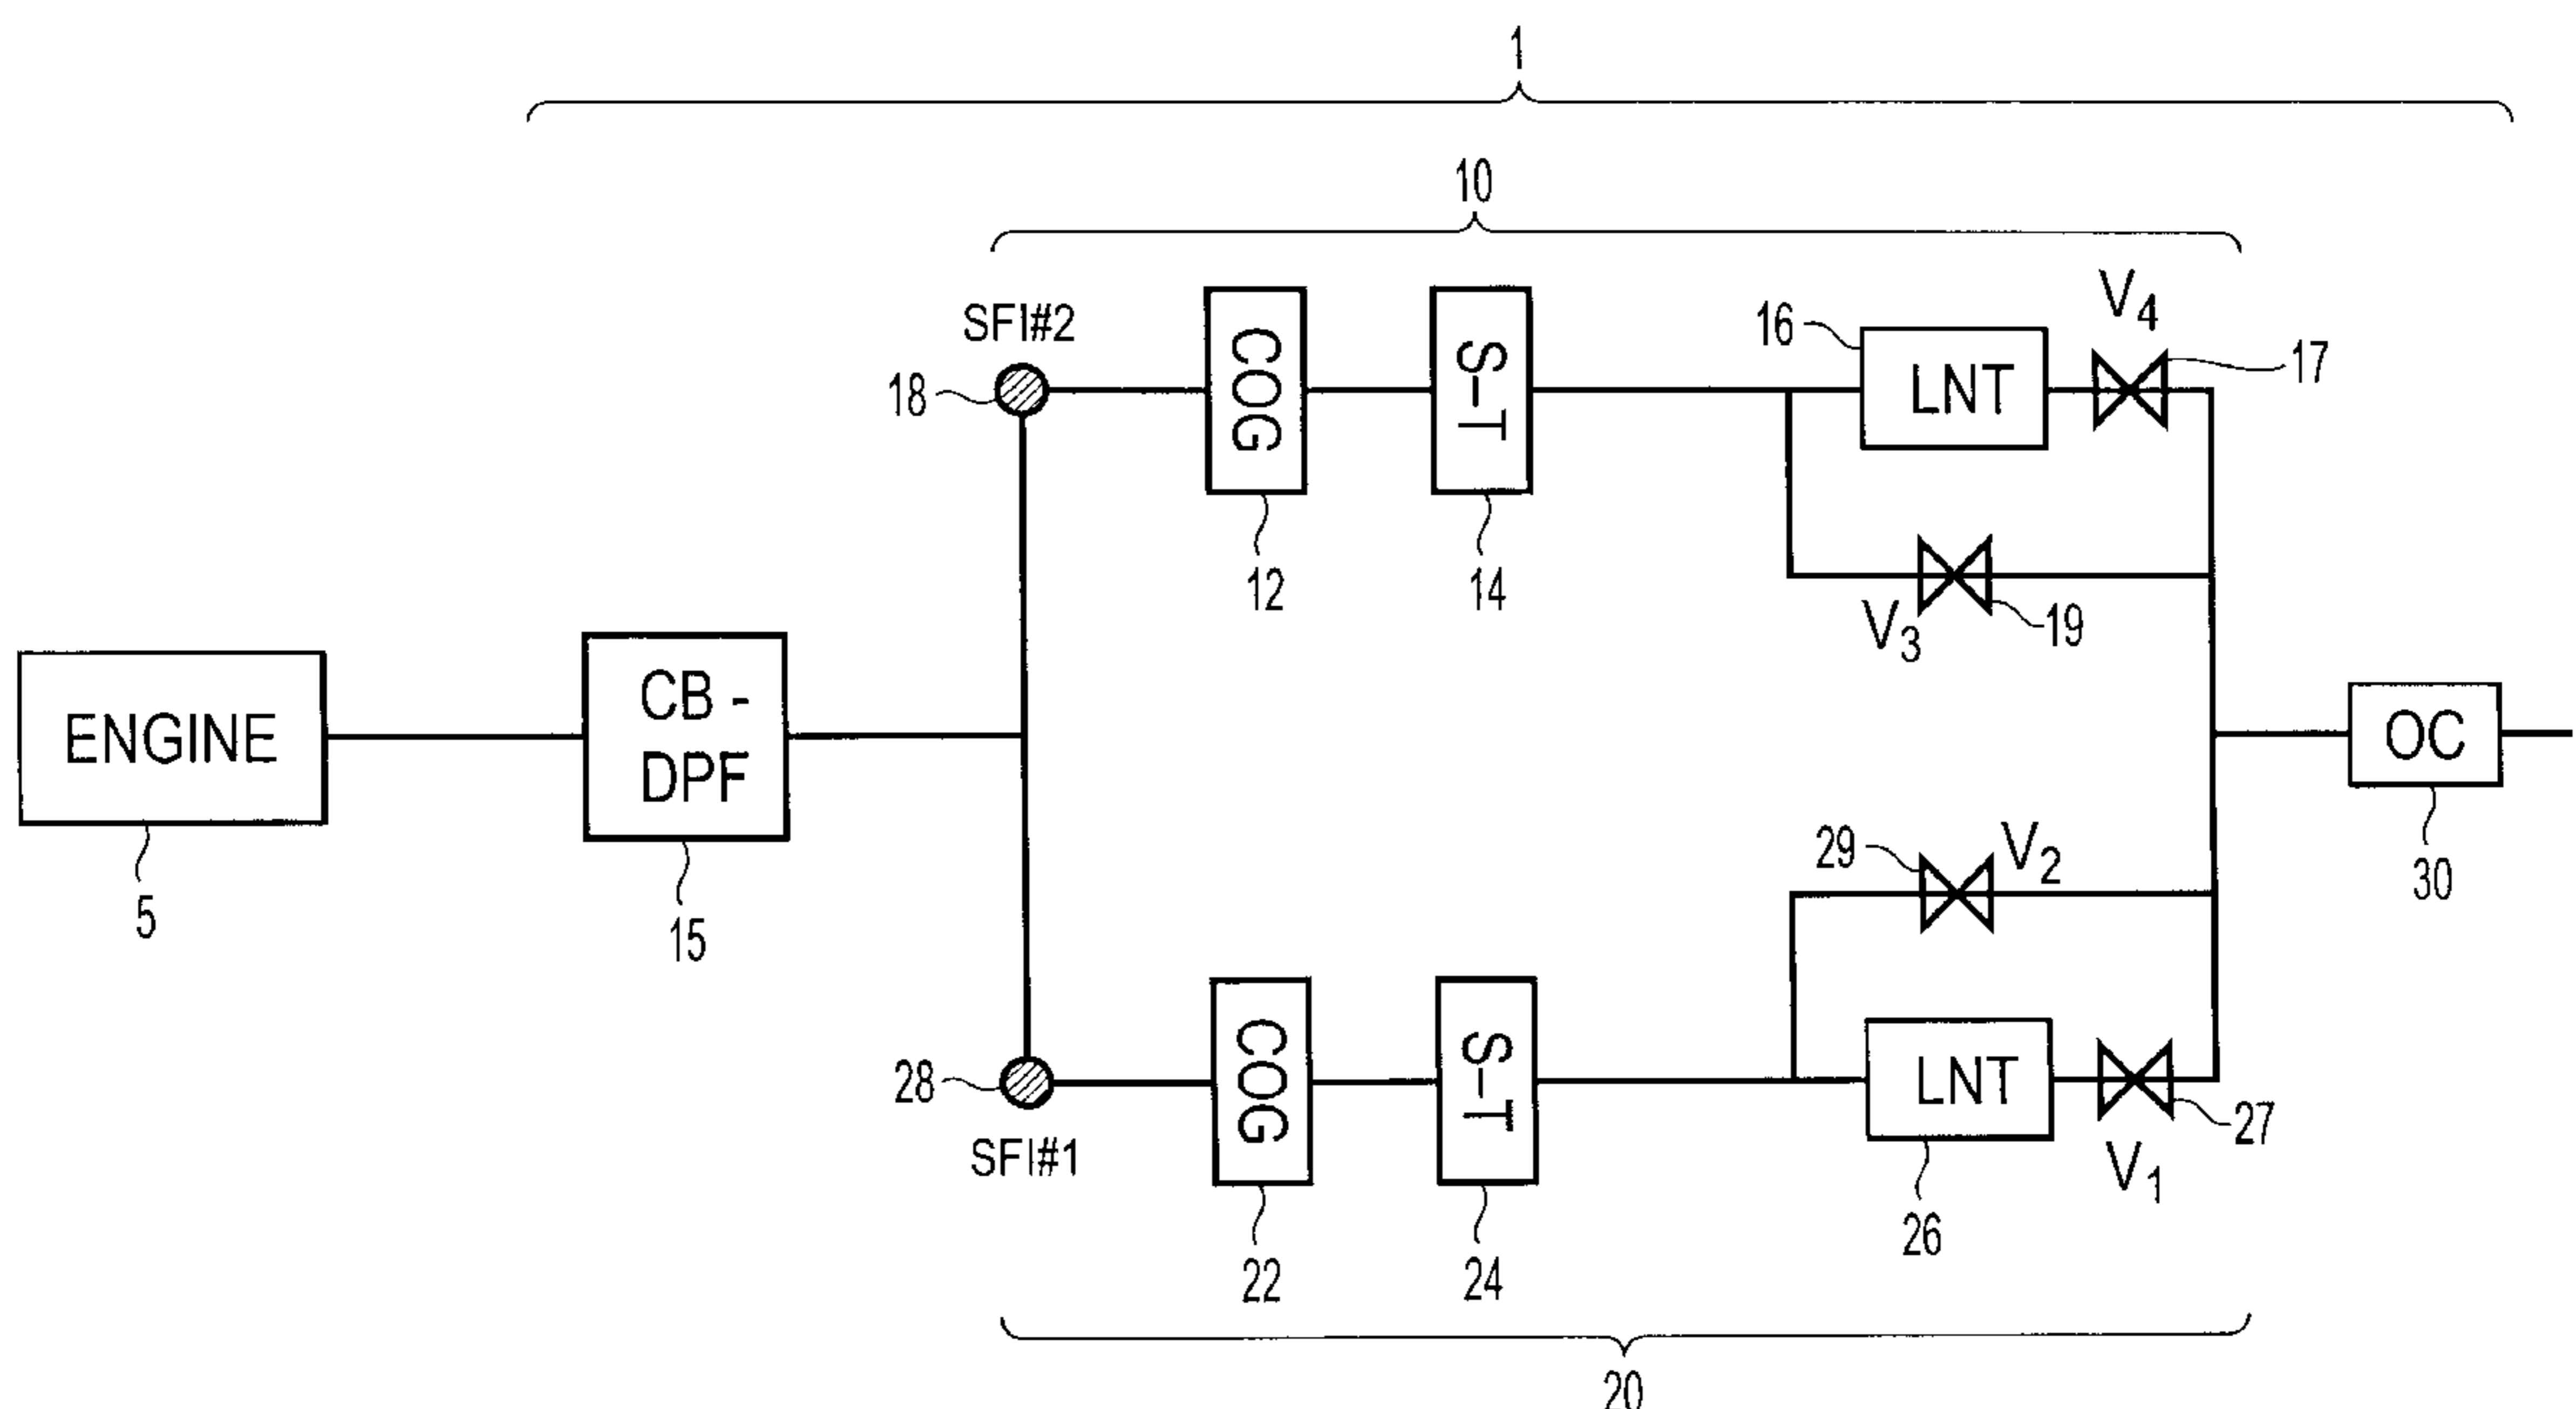 1
10
SFI#2
18
COG
12
S-T
14
16
LNT
V4
17
V3
19
ENGINE
5
CB -
DPF
15
OC
30
29
V2
28
SFI#1
COG
22
S-T
24
LNT
26
27
V1
20